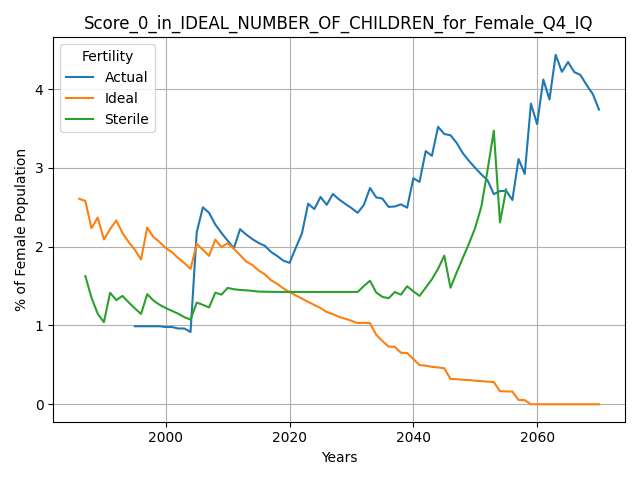 Score_0_in_IDEAL_NUMBER_OF_CHILDREN_for_Female_Q4_IQ
Fertility
Actual
Ideal
Sterile
% of Female Population
4
3
2
1
0
2000 2020 2040 2060
Years